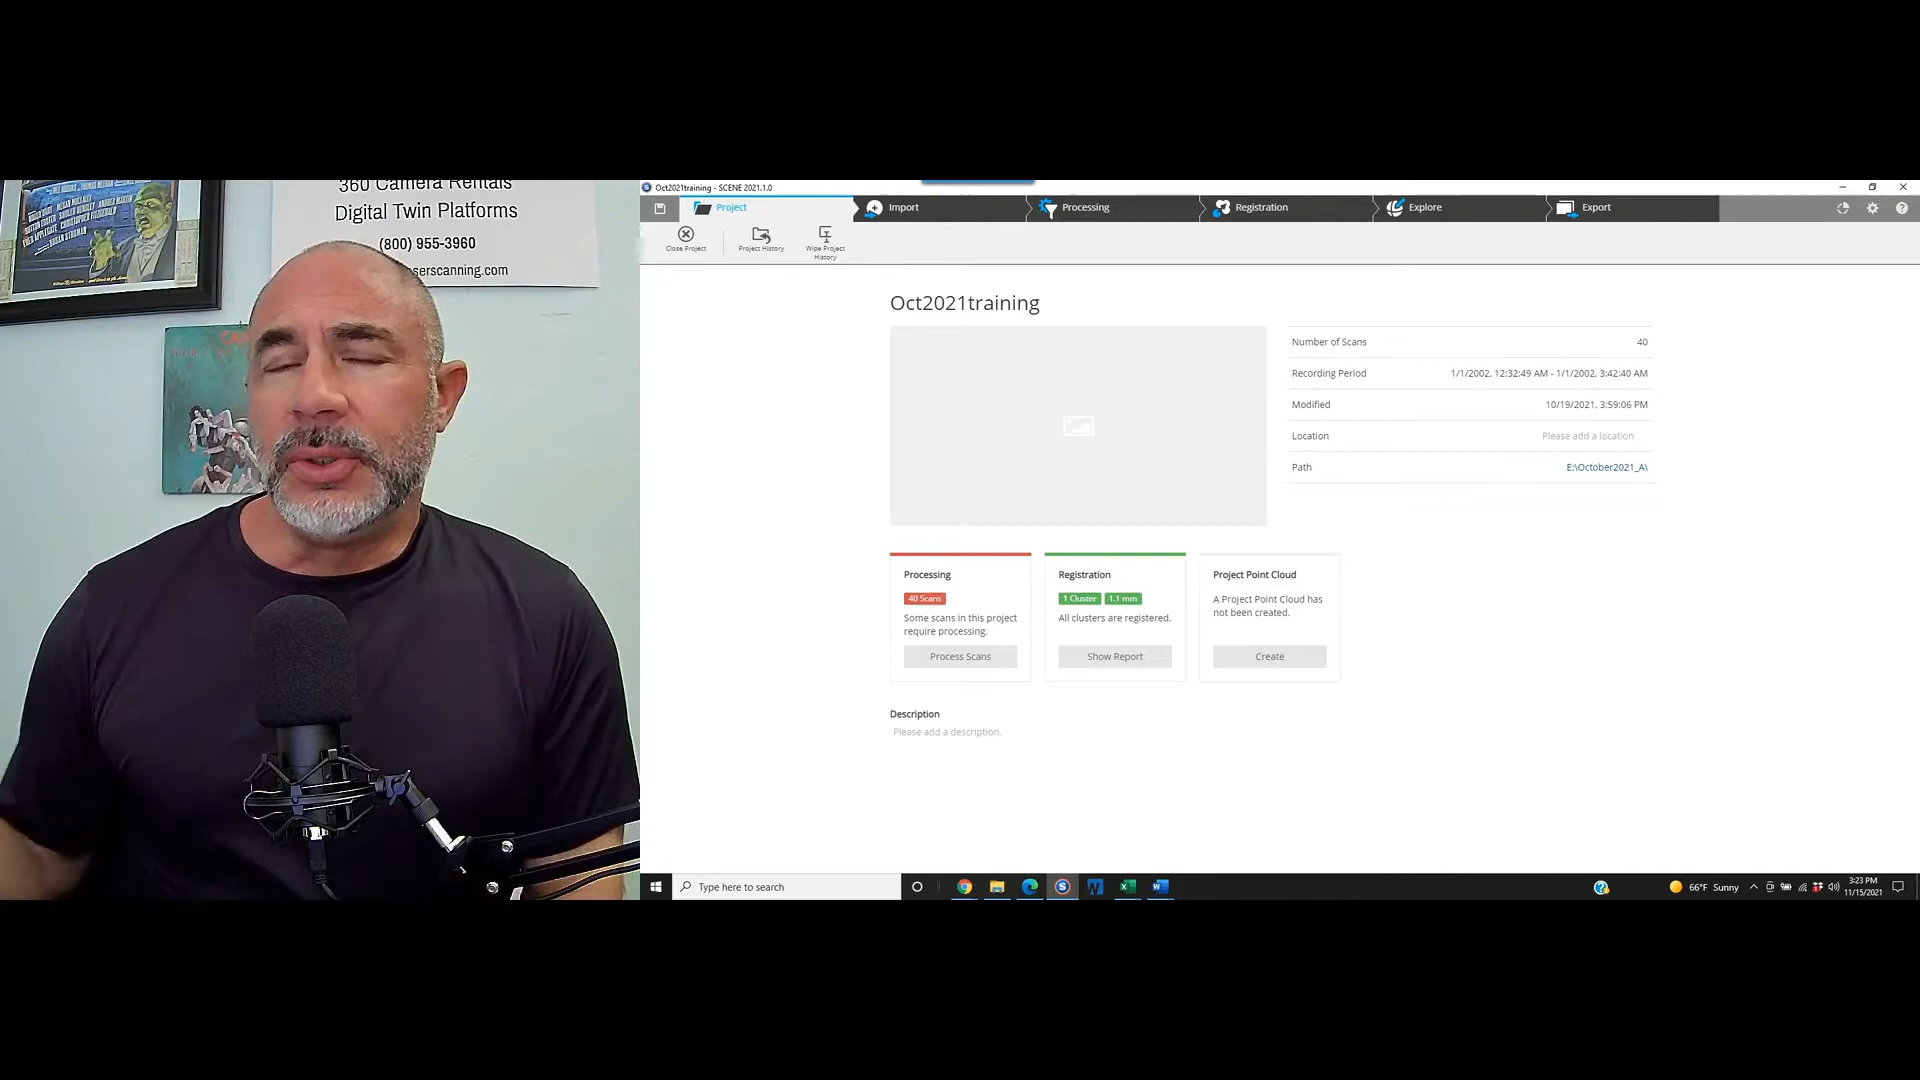 360 Camera Rentals
Digital Twin Platforms
(800) 955-3960
serscanning.com
Oct2021training - SCENE 2021.1.0
Project
Import
Processing
Registration
Explore
Export
Close Project
Project History
Wipe Project
History
Oct2021training
Number of Scans 40
Recording Period 1/1/2002, 12:32:49 AM - 1/1/2002, 3:42:40 AM
Modified 10/19/2021, 3:59:06 PM
Location Please add a location
Path E:\October2021_A\
Processing
40 Scans
Some scans in this project
require processing.
Process Scans
Registration
1 Cluster 1.1 mm
All clusters are registered.
Show Report
Project Point Cloud
A Project Point Cloud has
not been created.
Create
Description
Please add a description.
Type here to search
66°F Sunny
3:23 PM
11/15/2021